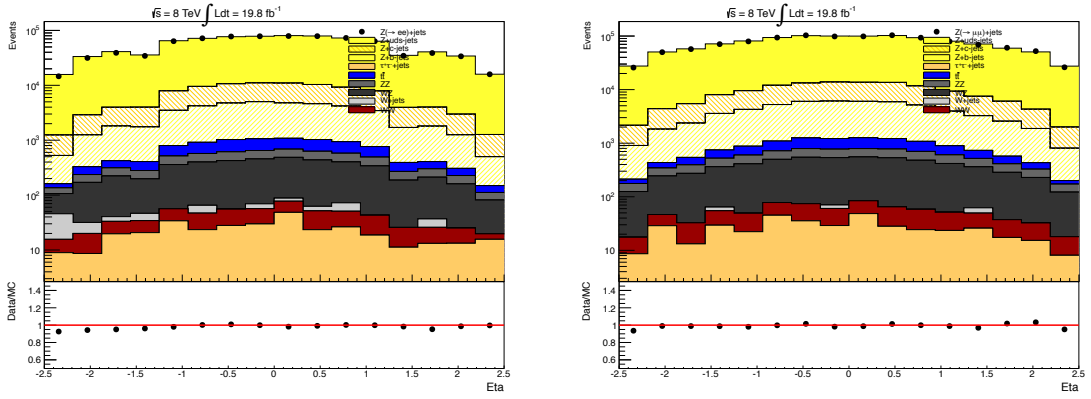 √s = 8 TeV ∫ Ldt = 19.8 fb⁻¹
Events
10⁵
10⁴
10³
10²
10
Z(→ ee)+jets
Z+uds-jets
Z+c-jets
Z+b-jets
τ⁺τ⁻+jets
tt̄
ZZ
WZ
W+jets
WW
Data/MC
1.4
1.2
1
0.8
0.6
-2.5 -2 -1.5 -1 -0.5 0 0.5 1 1.5 2 2.5
Eta
√s = 8 TeV ∫ Ldt = 19.8 fb⁻¹
Events
10⁵
10⁴
10³
10²
10
Z(→ μμ)+jets
Z+uds-jets
Z+c-jets
Z+b-jets
τ⁺τ⁻+jets
tt̄
ZZ
WZ
W+jets
WW
Data/MC
1.4
1.2
1
0.8
0.6
-2.5 -2 -1.5 -1 -0.5 0 0.5 1 1.5 2 2.5
Eta